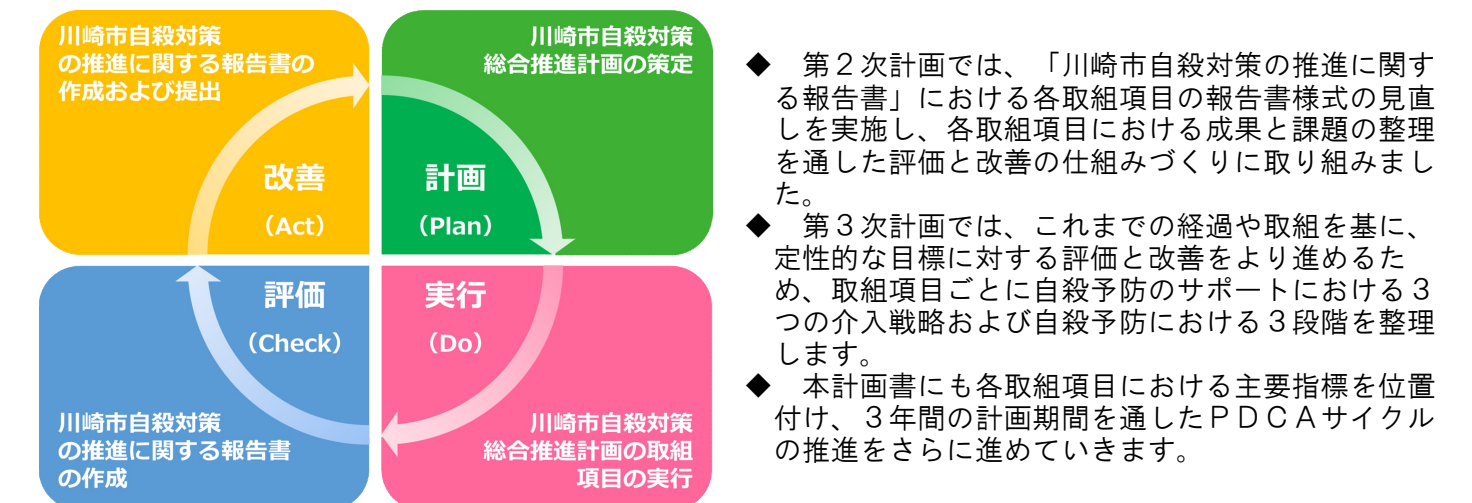 川崎市自殺対策
の推進に関する報告書の
作成および提出
改善
（Act）
川崎市自殺対策
総合推進計画の策定
計画
（Plan）
評価
（Check）
川崎市自殺対策
の推進に関する報告書
の作成
実行
（Do）
川崎市自殺対策
総合推進計画の取組
項目の実行
◆　第２次計画では、「川崎市自殺対策の推進に関す
る報告書」における各取組項目の報告書様式の見直
しを実施し、各取組項目における成果と課題の整理
を通した評価と改善の仕組みづくりに取り組みまし
た。
◆　第３次計画では、これまでの経過や取組を基に、
定性的な目標に対する評価と改善をより進めるた
め、取組項目ごとに自殺予防のサポートにおける３
つの介入戦略および自殺予防における３段階を整理
します。
◆　本計画書にも各取組項目における主要指標を位置
付け、３年間の計画期間を通したＰＤＣＡサイクル
の推進をさらに進めていきます。